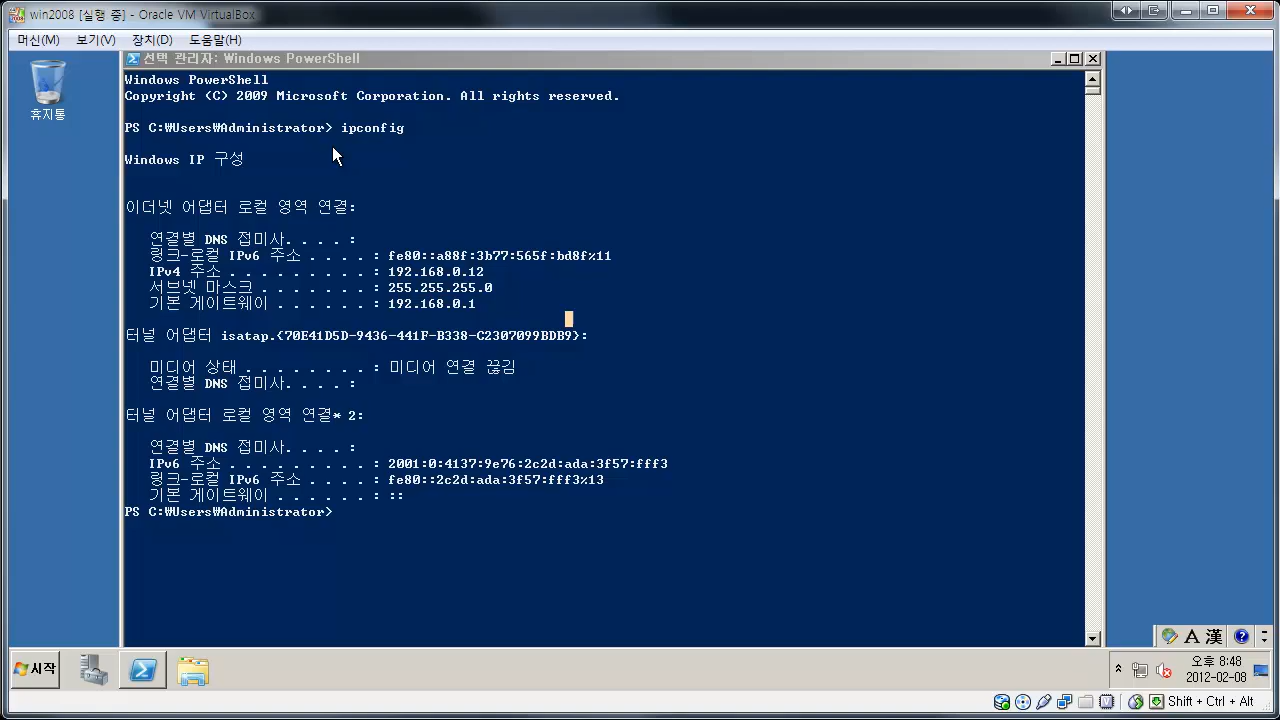 win2008 [실행 중] - Oracle VM VirtualBox
머신(M) 보기(V) 장치(D) 도움말(H)
휴지통
선택 관리자: Windows PowerShell
Windows PowerShell
Copyright (C) 2009 Microsoft Corporation. All rights reserved.
PS C:₩Users₩Administrator> ipconfig
Windows IP 구성
이더넷 어댑터 로컬 영역 연결:
연결별 DNS 접미사. . . . :
링크-로컬 IPv6 주소 . . . . : fe80::a88f:3b77:565f:bd8f%11
IPv4 주소 . . . . . . . . . : 192.168.0.12
서브넷 마스크 . . . . . . . : 255.255.255.0
기본 게이트웨이 . . . . . . : 192.168.0.1
터널 어댑터 isatap.{70E41D5D-9436-441F-B338-C2307099BDB9}:
미디어 상태 . . . . . . . . : 미디어 연결 끊김
연결별 DNS 접미사. . . . :
터널 어댑터 로컬 영역 연결* 2:
연결별 DNS 접미사. . . . :
IPv6 주소 . . . . . . . . . : 2001:0:4137:9e76:2c2d:ada:3f57:fff3
링크-로컬 IPv6 주소 . . . . : fe80::2c2d:ada:3f57:fff3%13
기본 게이트웨이 . . . . . . : ::
PS C:₩Users₩Administrator>
A 漢
시작
오후 8:48
2012-02-08
Shift + Ctrl + Alt